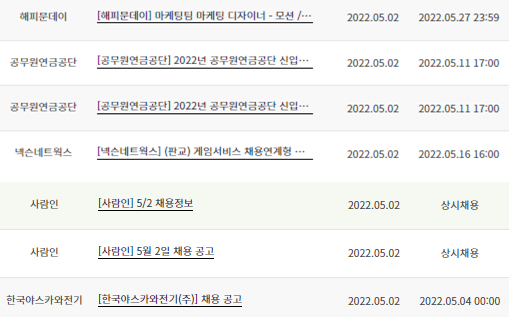 해피문데이 [해피문데이] 마케팅팀 마케팅 디자이너 - 모션 /··· 2022.05.02 2022.05.27 23:59
공무원연금공단 [공무원연금공단] 2022년 공무원연금공단 신입··· 2022.05.02 2022.05.11 17:00
공무원연금공단 [공무원연금공단] 2022년 공무원연금공단 신입··· 2022.05.02 2022.05.11 17:00
넥슨네트웍스 [넥슨네트웍스] (판교) 게임서비스 채용연계형 ··· 2022.05.02 2022.05.16 16:00
사람인 [사람인] 5/2 채용정보 2022.05.02 상시채용
사람인 [사람인] 5월 2일 채용 공고 2022.05.02 상시채용
한국야스카와전기 [한국야스카와전기(주)] 채용 공고 2022.05.02 2022.05.04 00:00